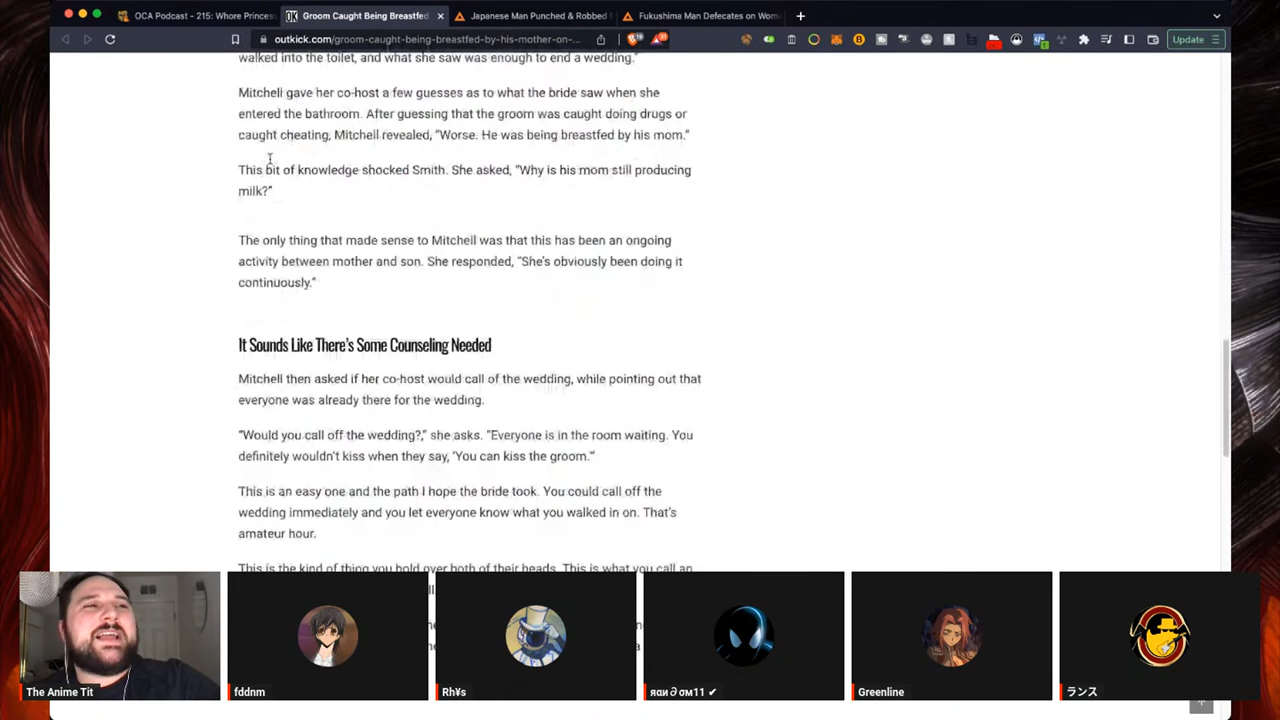 OCA Podcast - 215: Whore Princess
Groom Caught Being Breastfed
Japanese Man Punched & Robbed
Fukushima Man Defecates on Wom
outkick.com/groom-caught-being-breastfed-by-his-mother-on-...
Update
walked into the toilet, and what she saw was enough to end a wedding."
Mitchell gave her co-host a few guesses as to what the bride saw when she
entered the bathroom. After guessing that the groom was caught doing drugs or
caught cheating, Mitchell revealed, “Worse. He was being breastfed by his mom.”
This bit of knowledge shocked Smith. She asked, “Why is his mom still producing
milk?”
The only thing that made sense to Mitchell was that this has been an ongoing
activity between mother and son. She responded, “She’s obviously been doing it
continuously.”
It Sounds Like There’s Some Counseling Needed
Mitchell then asked if her co-host would call of the wedding, while pointing out that
everyone was already there for the wedding.
“Would you call off the wedding?,” she asks. “Everyone is in the room waiting. You
definitely wouldn’t kiss when they say, ‘You can kiss the groom.’”
This is an easy one and the path I hope the bride took. You could call off the
wedding immediately and you let everyone know what you walked in on. That’s
amateur hour.
This is the kind of thing you hold over both of their heads. This is what you call an
The Anime Tit
fddnm
Rh¥s
яαи∂σм11 ✔
Greenline
ランス